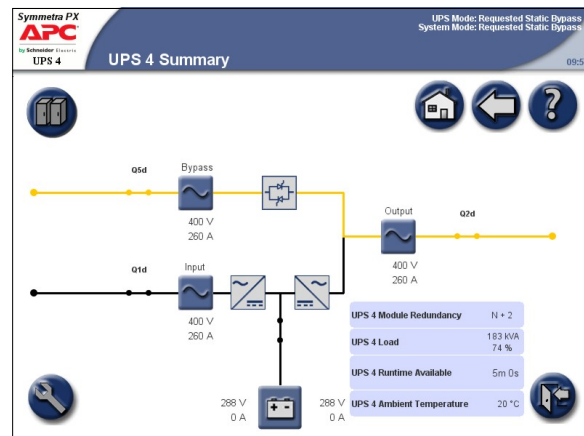 Symmetra PX
APC
by Schneider Electric
UPS 4
UPS 4 Summary
UPS Mode: Requested Static Bypass
System Mode: Requested Static Bypass
09:5
?
Q5d
Bypass
400 V
260 A
Output
Q2d
400 V
260 A
Q1d
Input
400 V
260 A
UPS 4 Module Redundancy N + 2
UPS 4 Load 183 kVA
74 %
UPS 4 Runtime Available 5m 0s
UPS 4 Ambient Temperature 20 °C
288 V
0 A
288 V
0 A